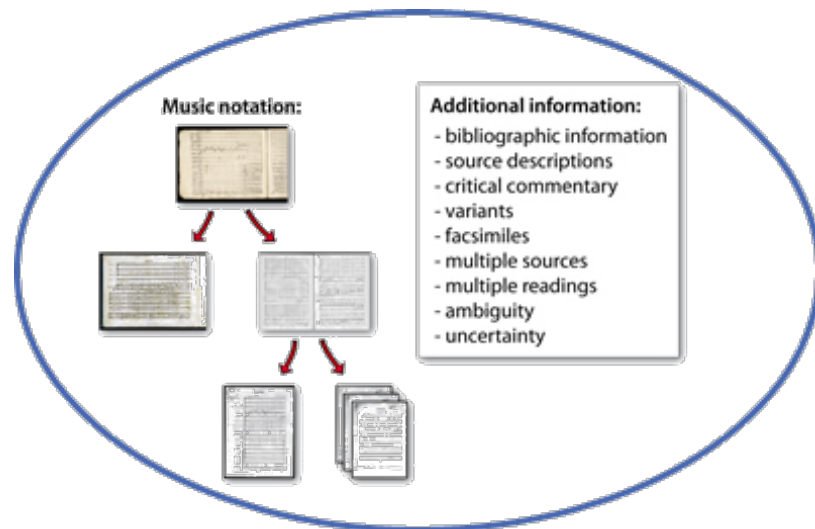 Music notation:
Additional information:
- bibliographic information
- source descriptions
- critical commentary
- variants
- facsimiles
- multiple sources
- multiple readings
- ambiguity
- uncertainty